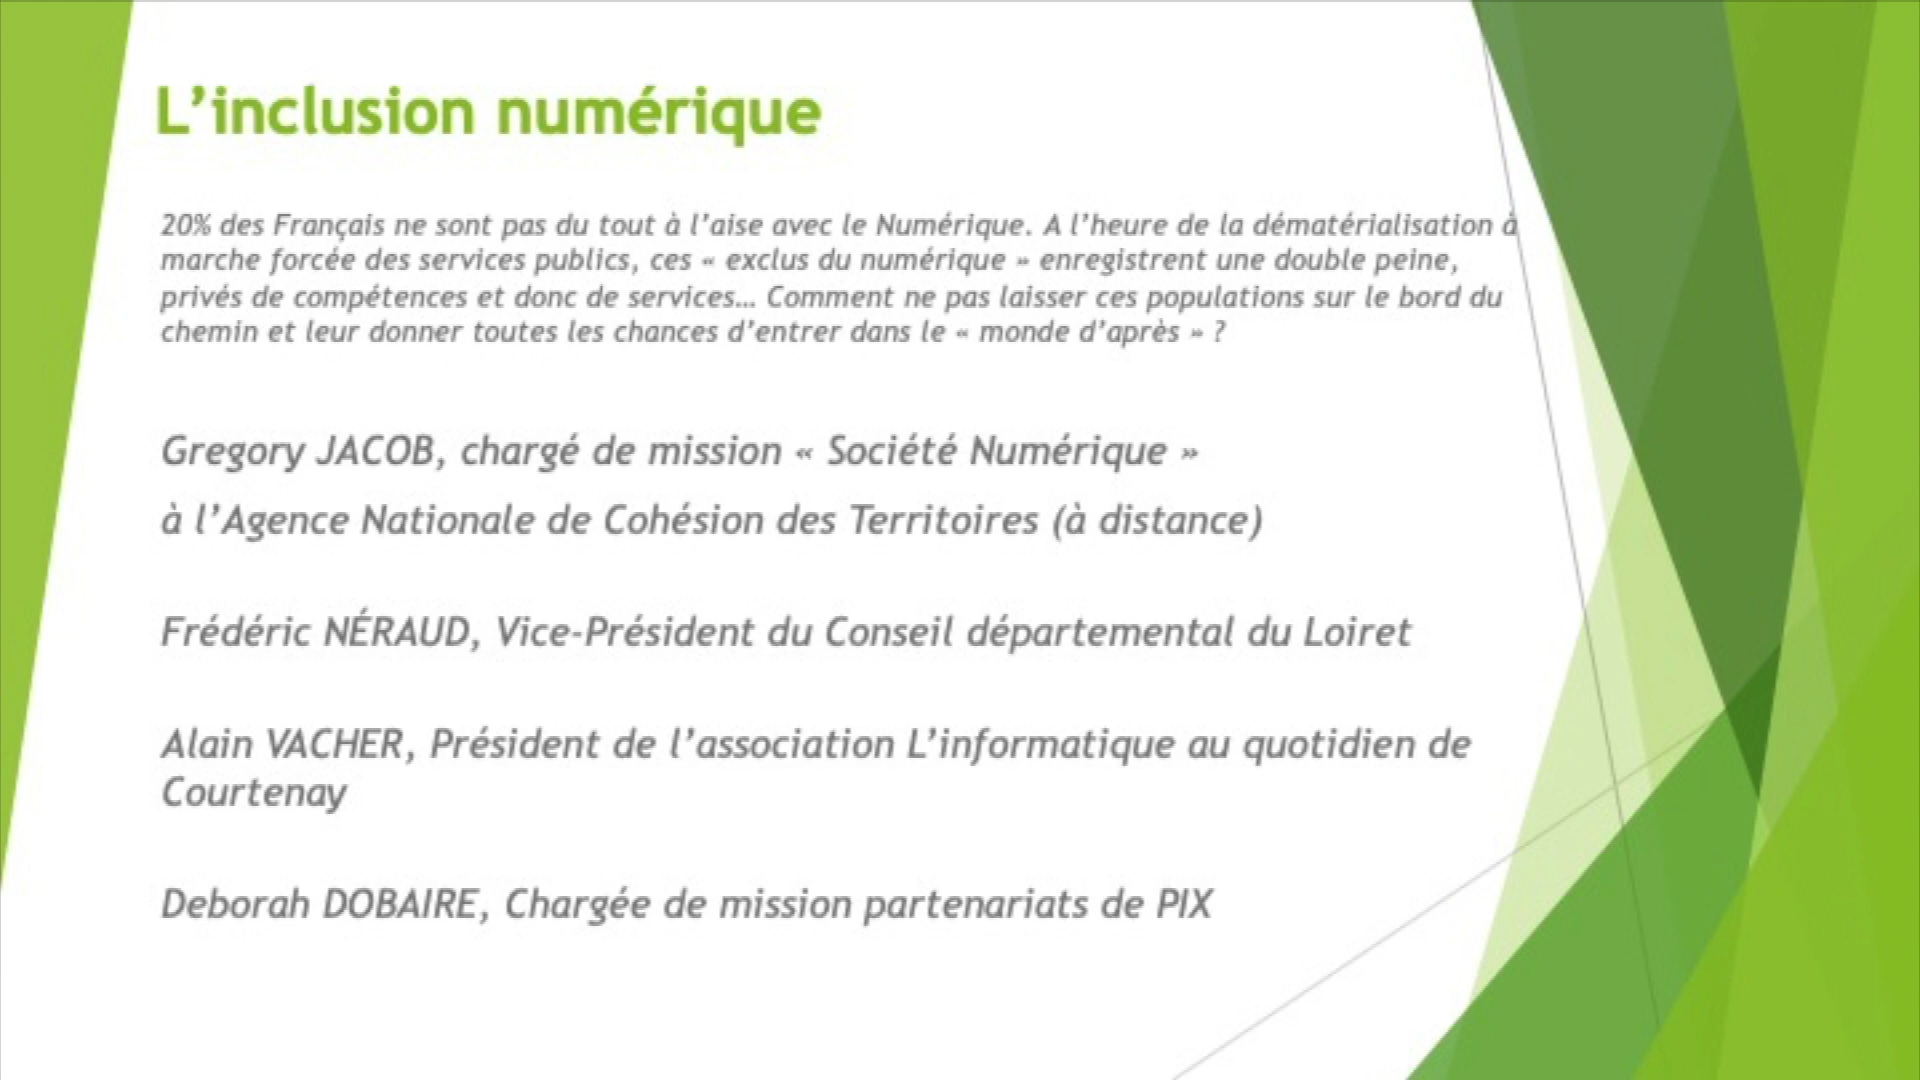 L’inclusion numérique
20% des Français ne sont pas du tout à l’aise avec le Numérique. A l’heure de la dématérialisation à
marche forcée des services publics, ces « exclus du numérique » enregistrent une double peine,
privés de compétences et donc de services… Comment ne pas laisser ces populations sur le bord du
chemin et leur donner toutes les chances d’entrer dans le « monde d’après » ?
Gregory JACOB, chargé de mission « Société Numérique »
à l’Agence Nationale de Cohésion des Territoires (à distance)
Frédéric NÉRAUD, Vice-Président du Conseil départemental du Loiret
Alain VACHER, Président de l’association L’informatique au quotidien de
Courtenay
Deborah DOBAIRE, Chargée de mission partenariats de PIX